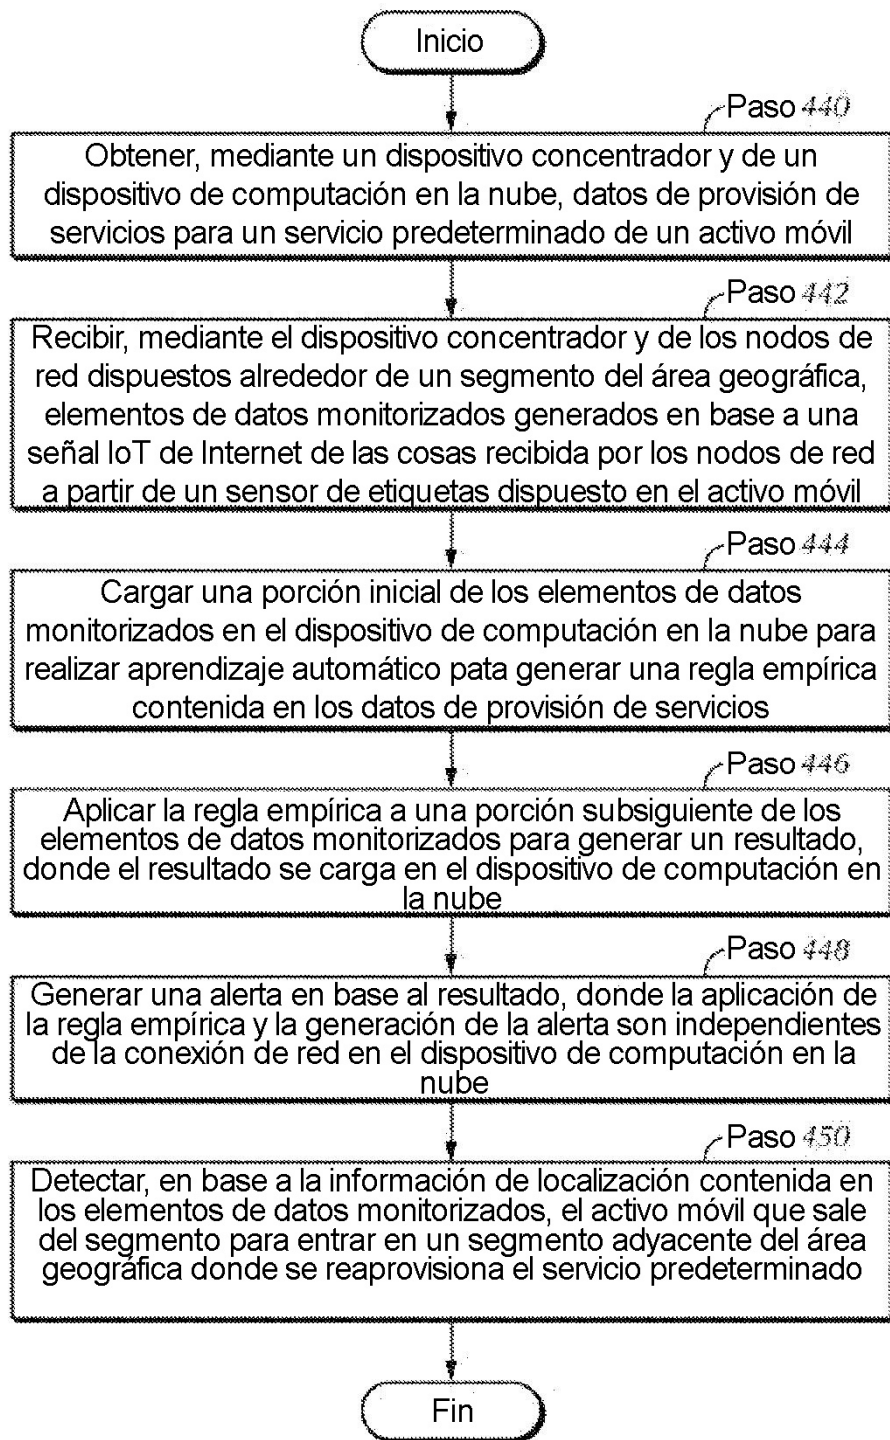 Inicio
Paso 440
Obtener, mediante un dispositivo concentrador y de un
dispositivo de computación en la nube, datos de provisión de
servicios para un servicio predeterminado de un activo móvil
Paso 442
Recibir, mediante el dispositivo concentrador y de los nodos de
red dispuestos alrededor de un segmento del área geográfica,
elementos de datos monitorizados generados en base a una
señal IoT de Internet de las cosas recibida por los nodos de red
a partir de un sensor de etiquetas dispuesto en el activo móvil
Paso 444
Cargar una porción inicial de los elementos de datos
monitorizados en el dispositivo de computación en la nube para
realizar aprendizaje automático pata generar una regla empírica
contenida en los datos de provisión de servicios
Paso 446
Aplicar la regla empírica a una porción subsiguiente de los
elementos de datos monitorizados para generar un resultado,
donde el resultado se carga en el dispositivo de computación en
la nube
Paso 448
Generar una alerta en base al resultado, donde la aplicación de
la regla empírica y la generación de la alerta son independientes
de la conexión de red en el dispositivo de computación en la
nube
Paso 450
Detectar, en base a la información de localización contenida en
los elementos de datos monitorizados, el activo móvil que sale
del segmento para entrar en un segmento adyacente del área
geográfica donde se reaprovisiona el servicio predeterminado
Fin